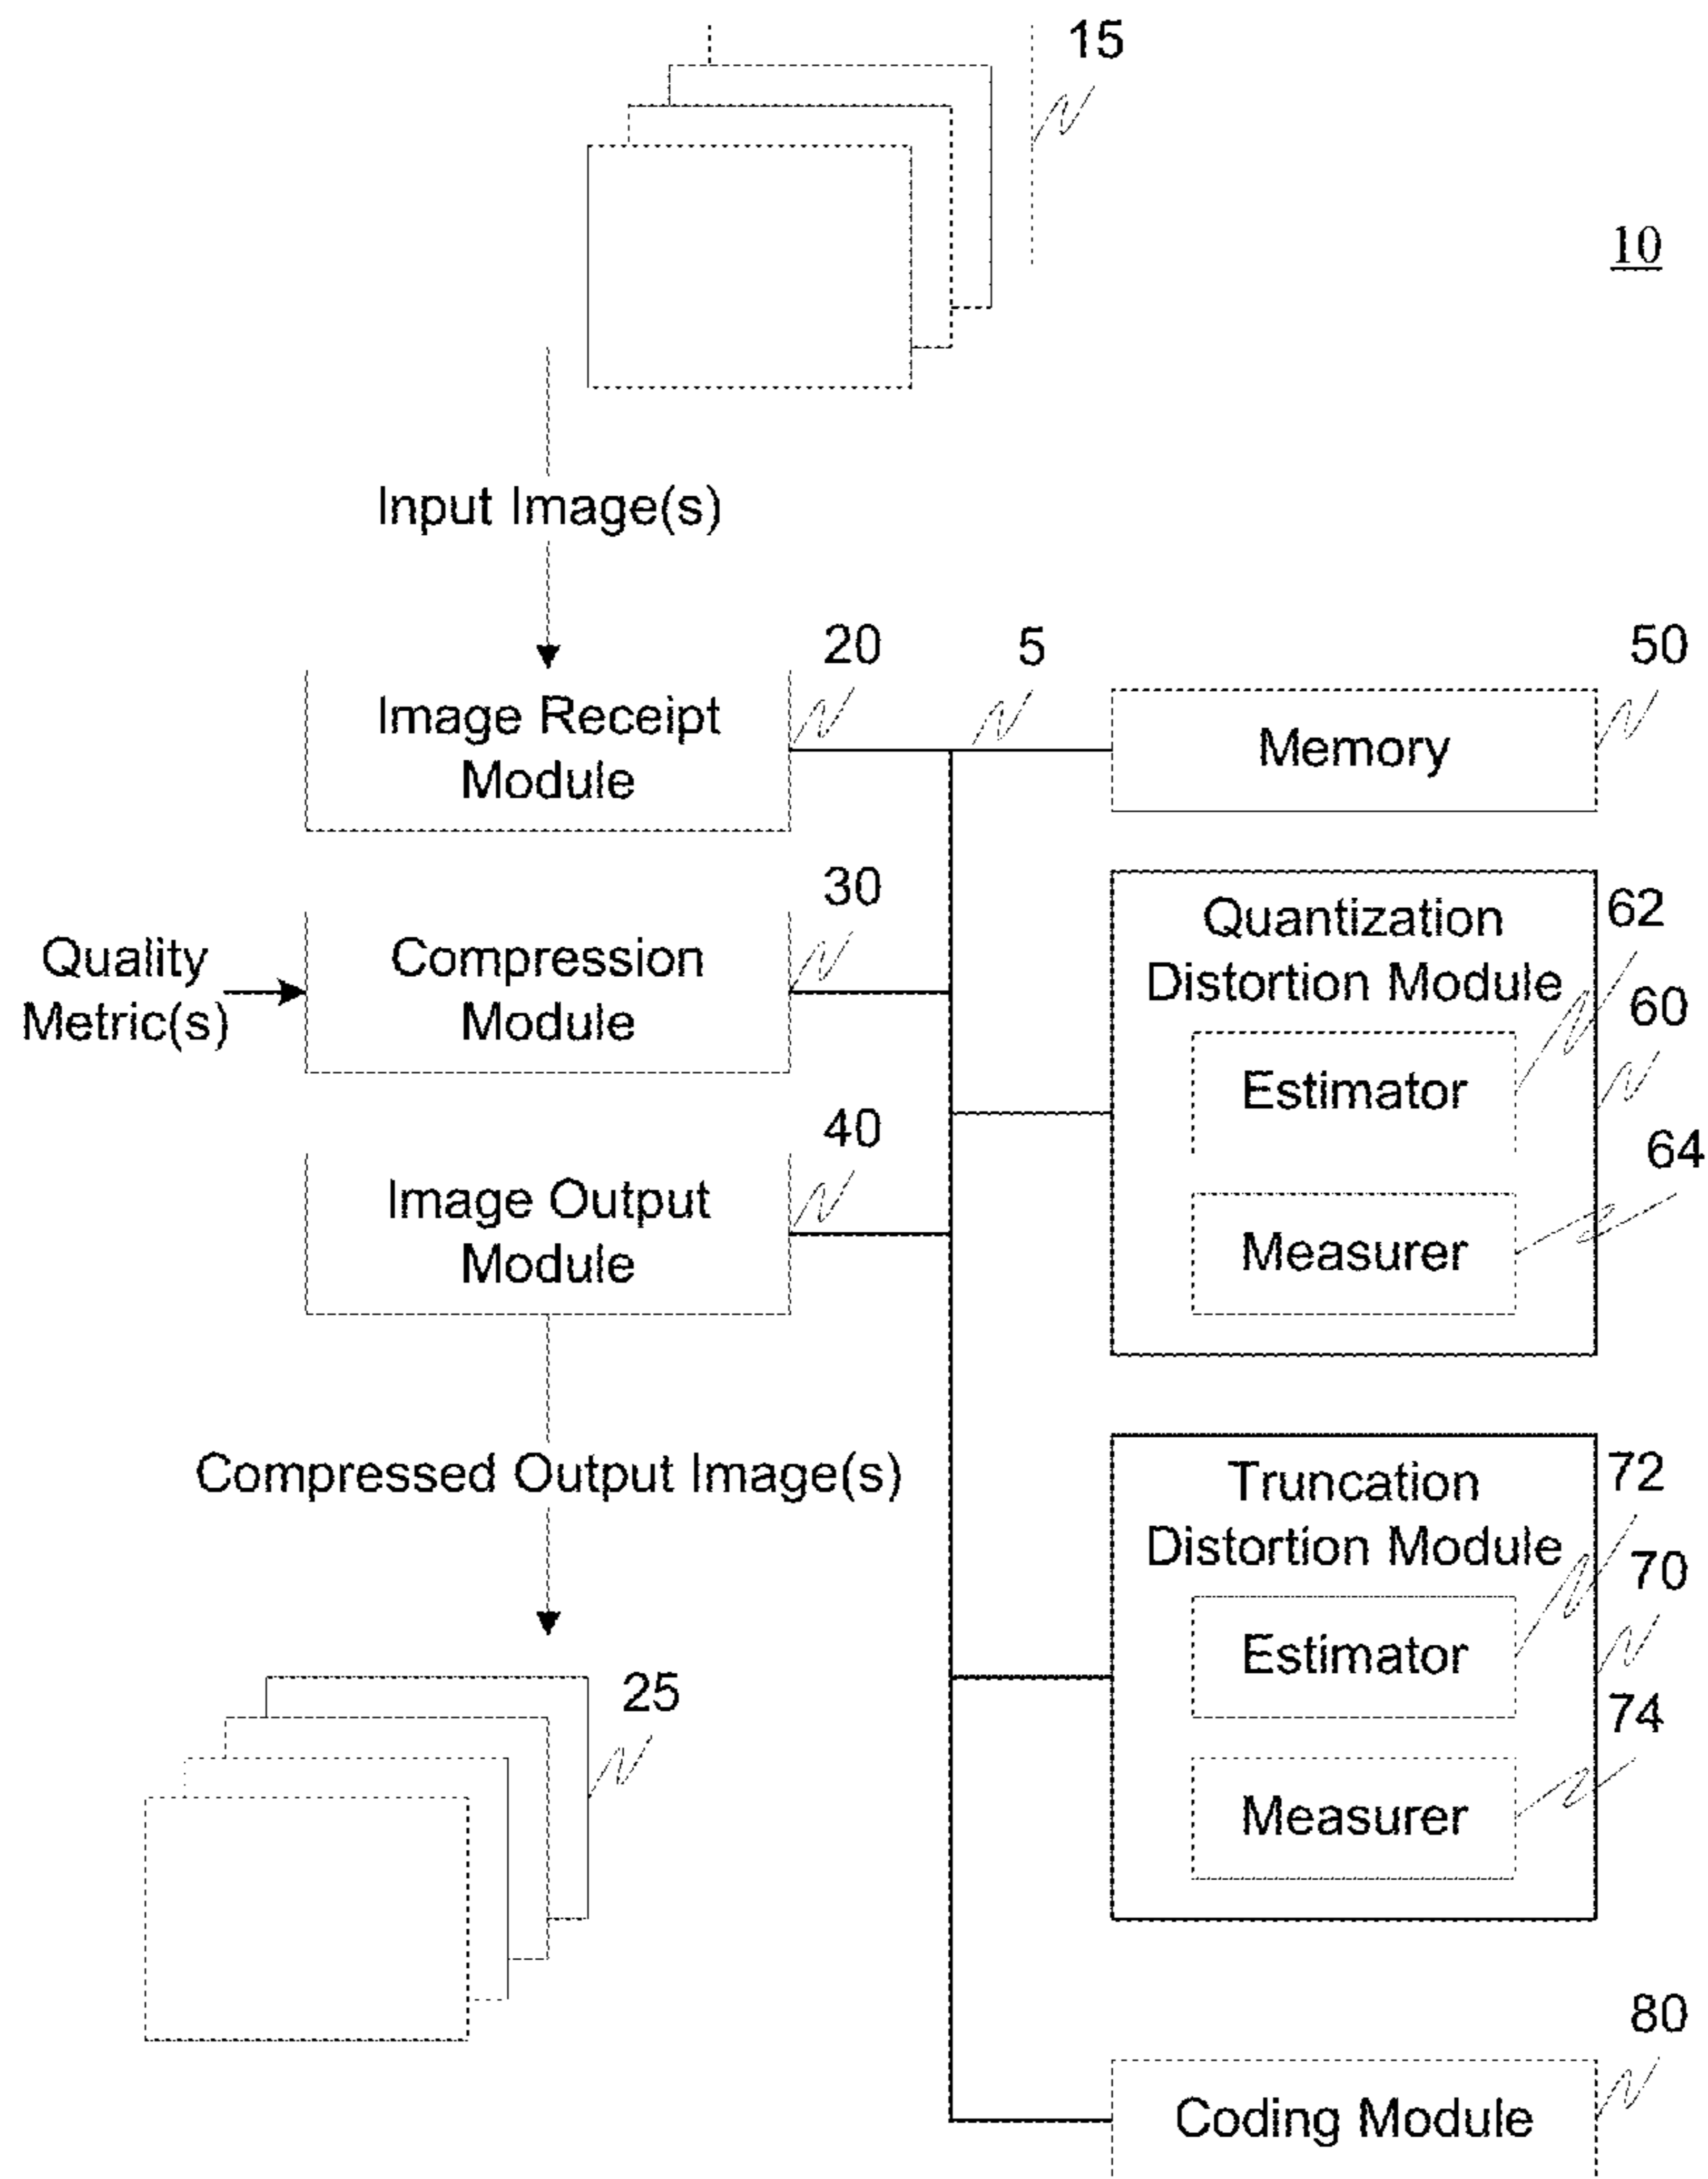 15
10
Input Image(s)
20
5
50
Image Receipt
Module
Memory
30
Quality
Metric(s)
Compression
Module
Quantization
Distortion Module
62
60
Estimator
64
Measurer
40
Image Output
Module
Compressed Output Image(s)
Truncation
Distortion Module
72
70
Estimator
74
Measurer
25
80
Coding Module